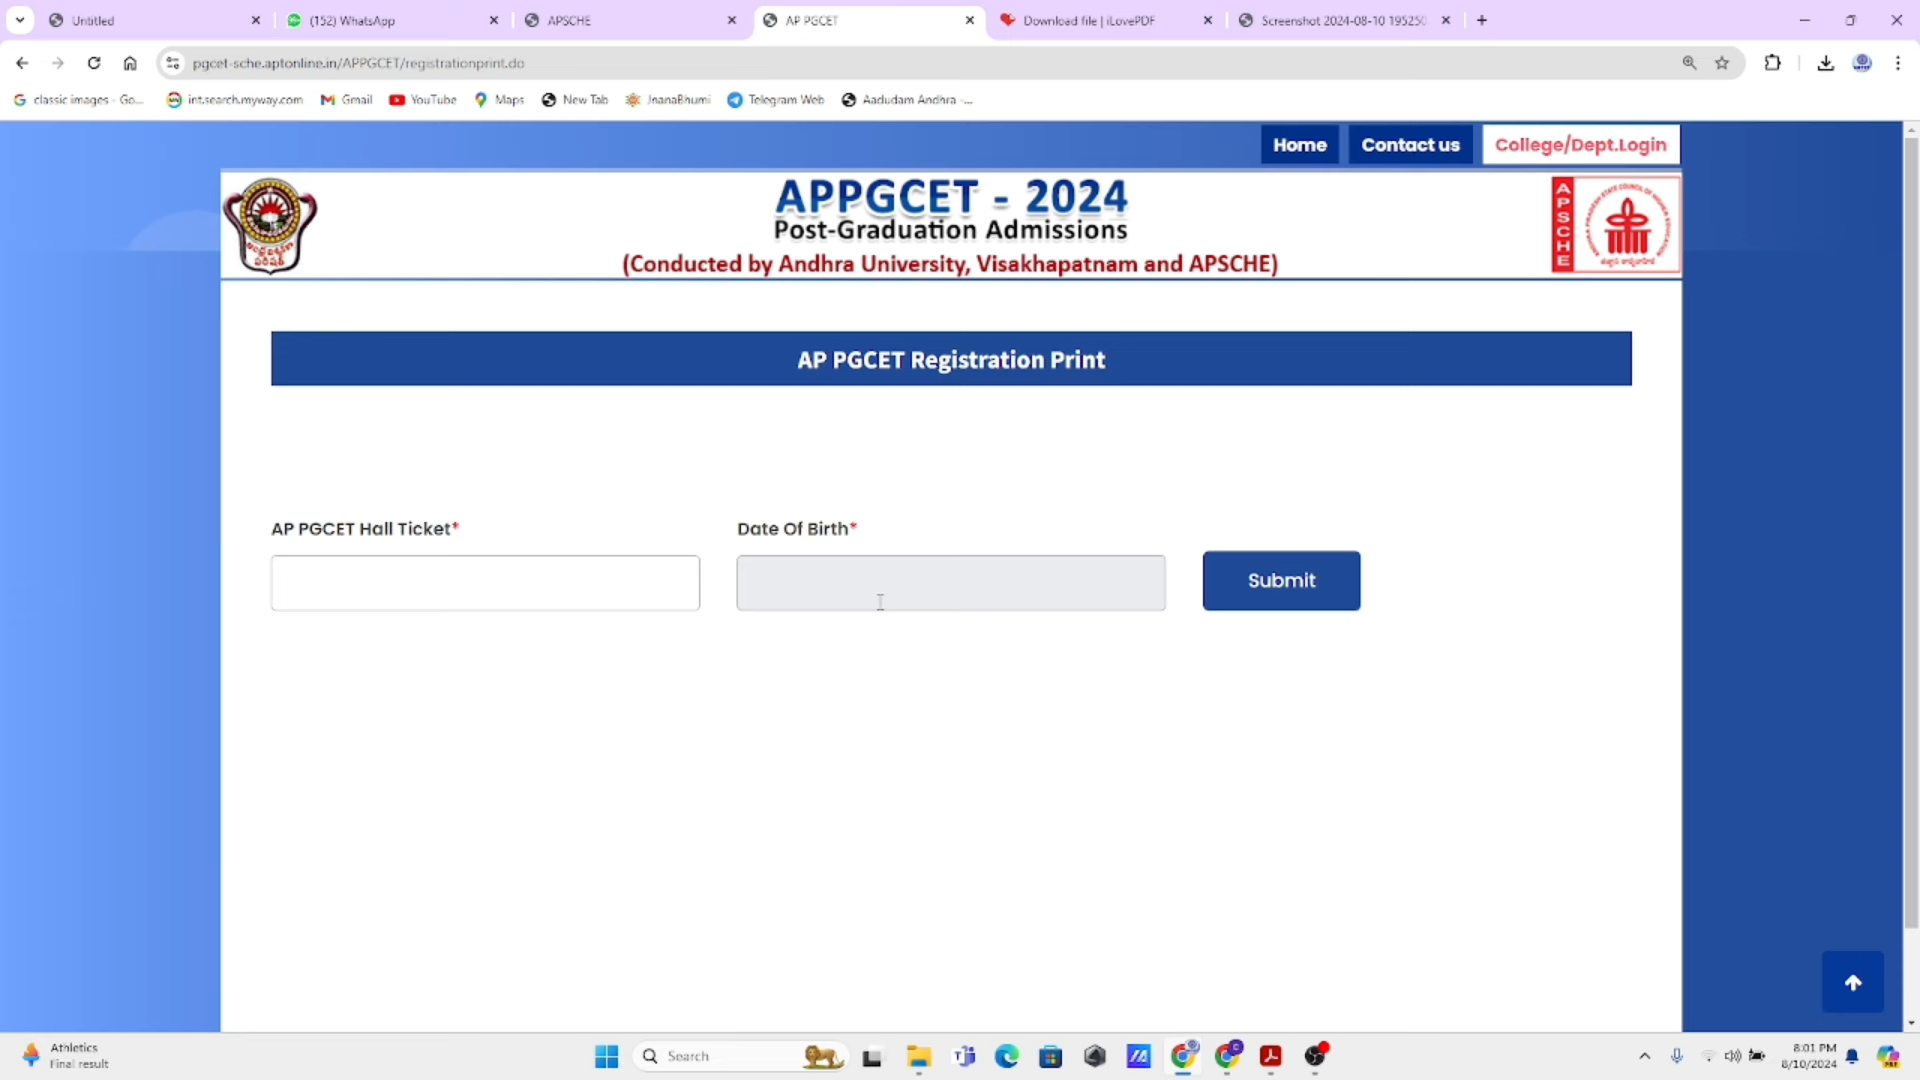 Untitled
(152) WhatsApp
APSCHE
AP PGCET
Download file | iLovePDF
Screenshot 2024-08-10 195250
pgcet-sche.aptonline.in/APPGCET/registrationprint.do
classic images - Go...
int.search.myway.com
Gmail
YouTube
Maps
New Tab
JnanaBhumi
Telegram Web
Aadudam Andhra -...
Home
Contact us
College/Dept.Login
APPGCET - 2024
Post-Graduation Admissions
(Conducted by Andhra University, Visakhapatnam and APSCHE)
APSCHE
AP PGCET Registration Print
AP PGCET Hall Ticket*
Date Of Birth*
Submit
Athletics
Final result
Search
8:01 PM
8/10/2024